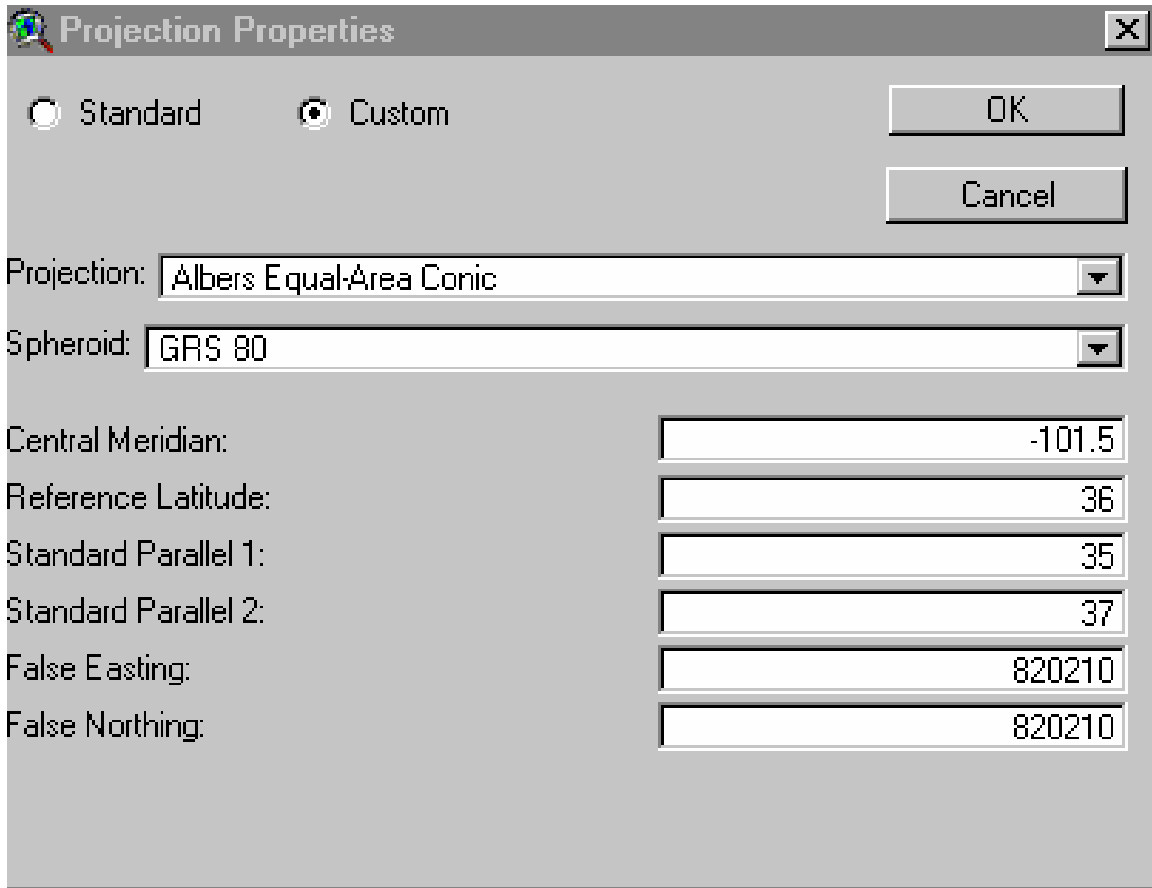 Projection Properties
Standard Custom OK
Cancel
Projection: Albers Equal-Area Conic
Spheroid: GRS 80
Central Meridian: -101.5
Reference Latitude: 36
Standard Parallel 1: 35
Standard Parallel 2: 37
False Easting: 820210
False Northing: 820210